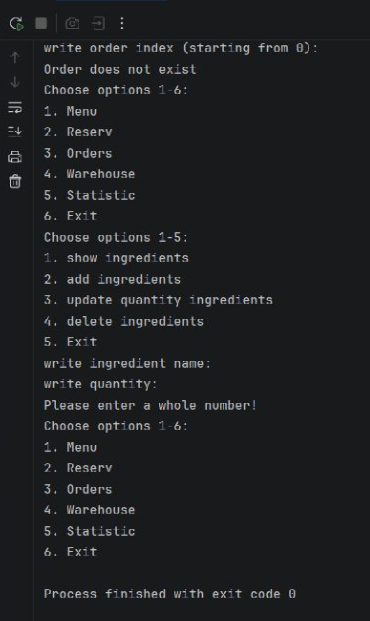 write order index (starting from 0):
Order does not exist
Choose options 1-6:
1. Menu
2. Reserv
3. Orders
4. Warehouse
5. Statistic
6. Exit
Choose options 1-5:
1. show ingredients
2. add ingredients
3. update quantity ingredients
4. delete ingredients
5. Exit
write ingredient name:
write quantity:
Please enter a whole number!
Choose options 1-6:
1. Menu
2. Reserv
3. Orders
4. Warehouse
5. Statistic
6. Exit
Process finished with exit code 0